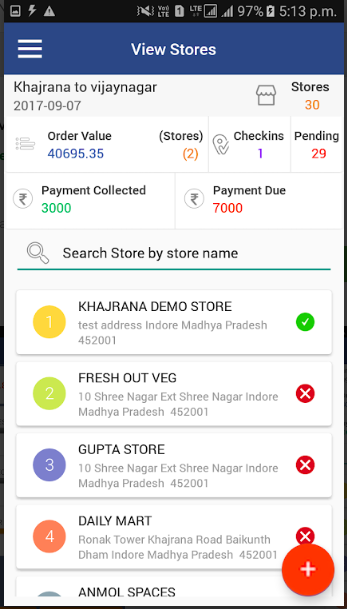 97% 5:13 p.m.
View Stores
Khajrana to vijaynagar
2017-09-07
Stores
30
Order Value (Stores)
40695.35 (2)
Checkins
1
Pending
29
Payment Collected
3000
Payment Due
7000
Search Store by store name
1
KHAJRANA DEMO STORE
test address Indore Madhya Pradesh
452001
2
FRESH OUT VEG
10 Shree Nagar Ext Shree Nagar Indore
Madhya Pradesh 452001
3
GUPTA STORE
10 Shree Nagar Ext Shree Nagar Indore
Madhya Pradesh 452001
4
DAILY MART
Ronak Tower Khajrana Road Baikunth
Dham Indore Madhya Pradesh 452001
+
ANMOL SPACES